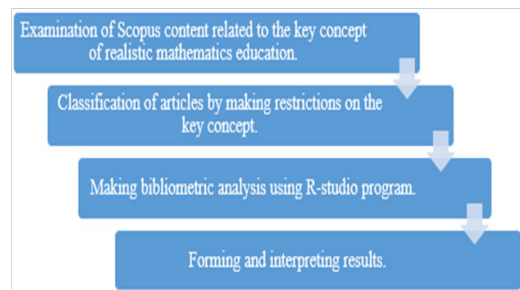 Examination of Scopus content related to the key concept
of realistic mathematics education.
Classification of articles by making restrictions on the
key concept.
Making bibliometric analysis using R-studio program.
Forming and interpreting results.